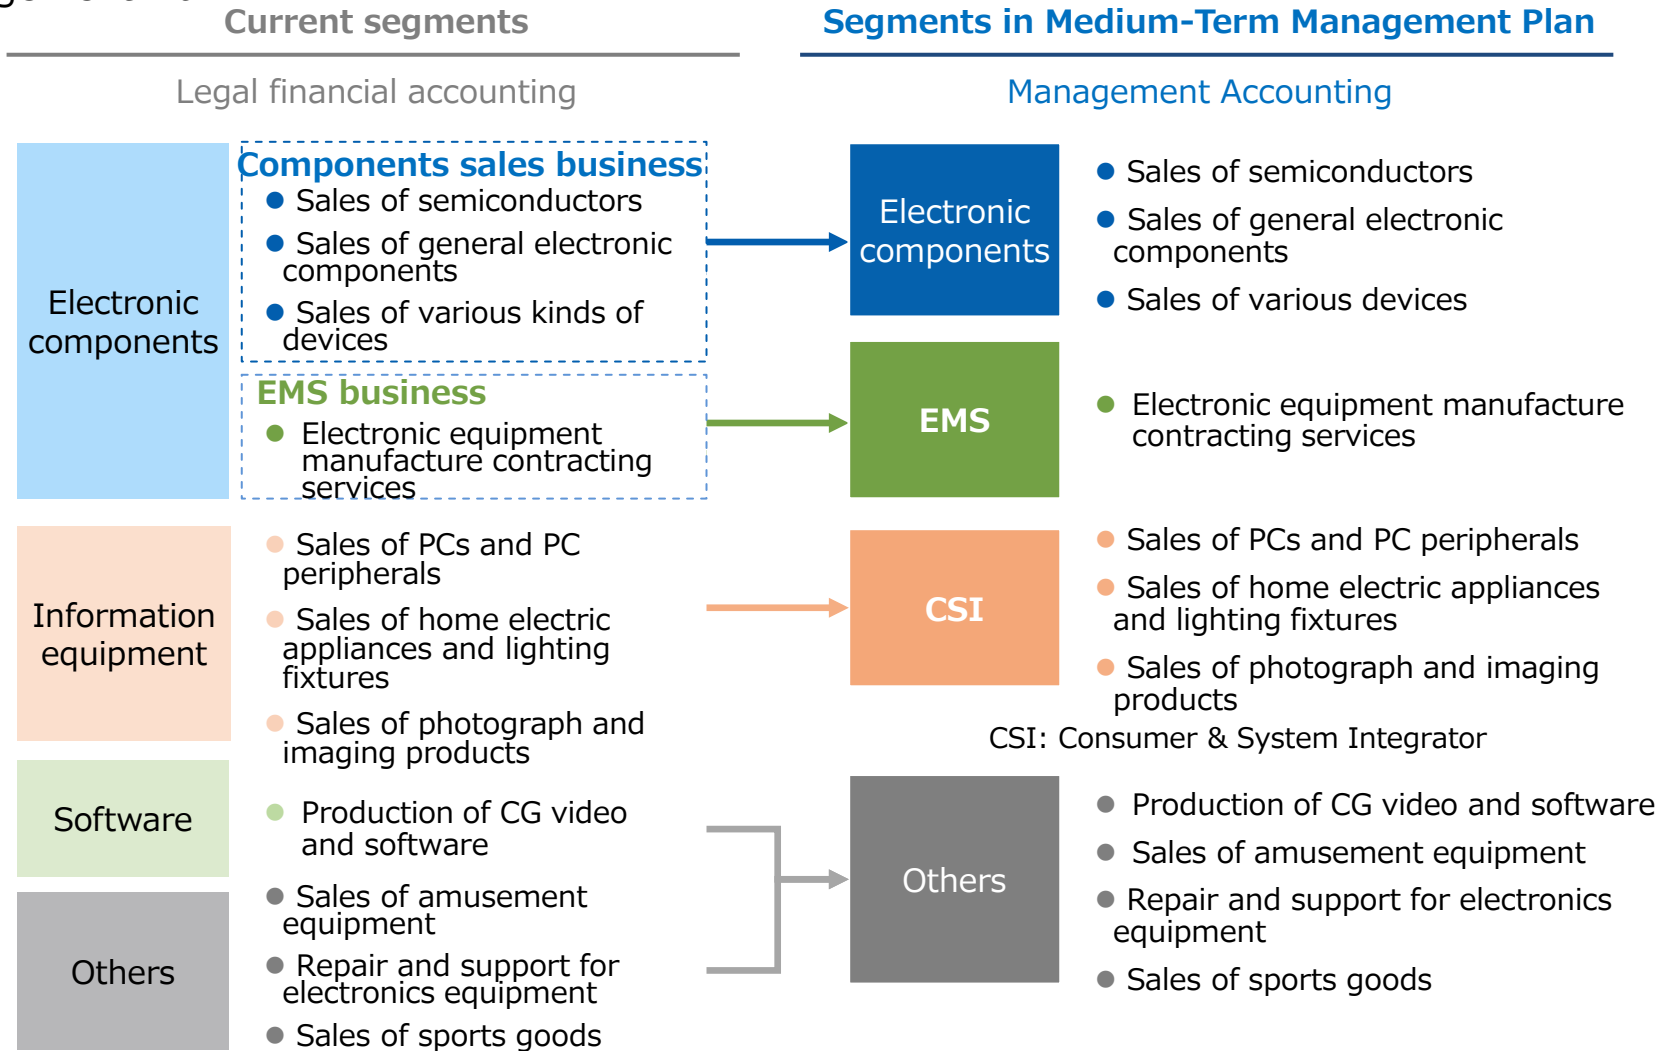 Current segments
Legal financial accounting
Electronic
components
Components sales business
● Sales of semiconductors
● Sales of general electronic
components
● Sales of various kinds of
devices
EMS business
● Electronic equipment
manufacture contracting
services
Information
equipment
● Sales of PCs and PC
peripherals
● Sales of home electric
appliances and lighting
fixtures
● Sales of photograph and
imaging products
Software
● Production of CG video
and software
Others
● Sales of amusement
equipment
● Repair and support for
electronics equipment
● Sales of sports goods
Segments in Medium-Term Management Plan
Management Accounting
Electronic
components
● Sales of semiconductors
● Sales of general electronic
components
● Sales of various devices
EMS
● Electronic equipment manufacture
contracting services
CSI
● Sales of PCs and PC peripherals
● Sales of home electric appliances
and lighting fixtures
● Sales of photograph and imaging
products
CSI: Consumer & System Integrator
Others
● Production of CG video and software
● Sales of amusement equipment
● Repair and support for electronics
equipment
● Sales of sports goods